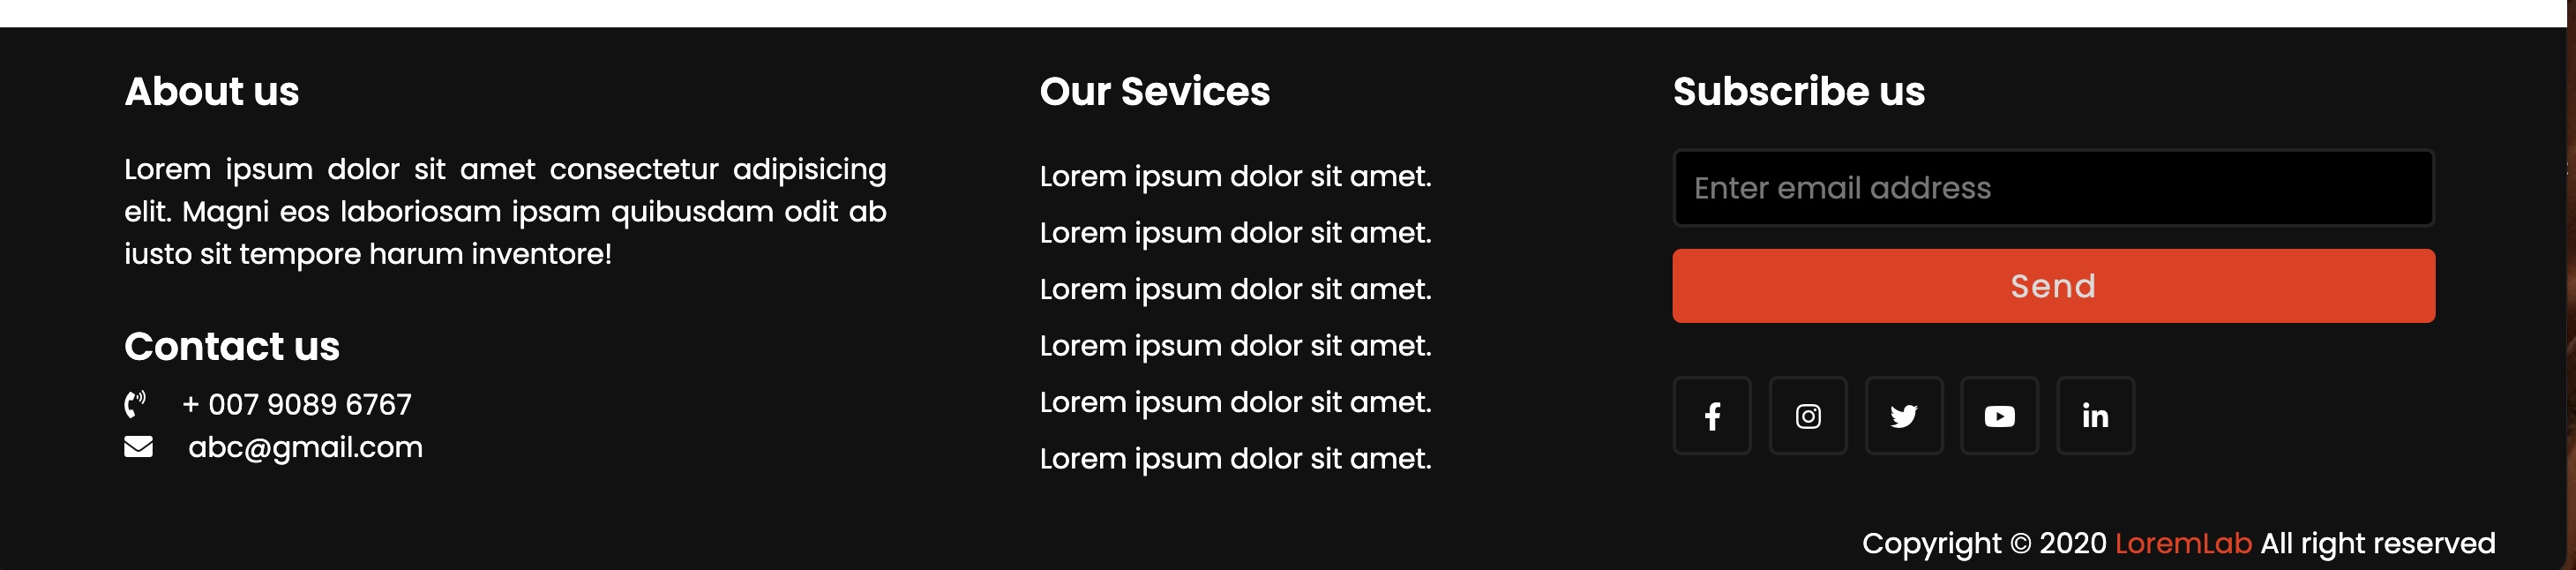 About us
Lorem ipsum dolor sit amet consectetur adipisicing
elit. Magni eos laboriosam ipsam quibusdam odit ab
iusto sit tempore harum inventore!
Contact us
+ 007 9089 6767
abc@gmail.com
Our Sevices
Lorem ipsum dolor sit amet.
Lorem ipsum dolor sit amet.
Lorem ipsum dolor sit amet.
Lorem ipsum dolor sit amet.
Lorem ipsum dolor sit amet.
Lorem ipsum dolor sit amet.
Subscribe us
Enter email address
Send
Copyright © 2020 LoremLab All right reserved